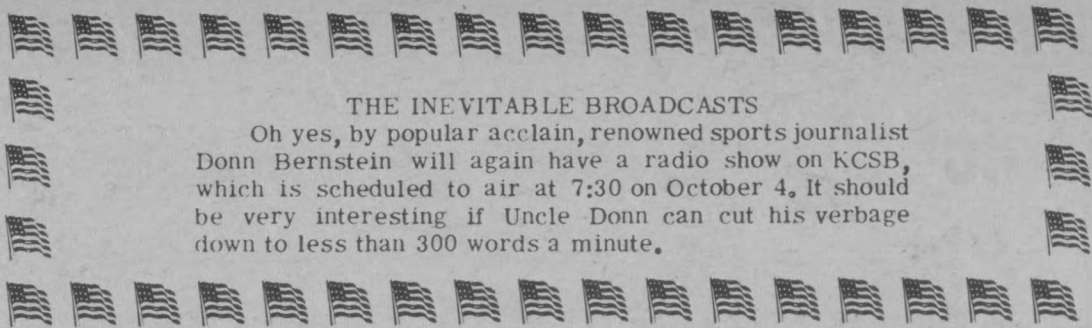 THE INEVITABLE BROADCASTS
Oh yes, by popular acclain, renowned sports journalist
Donn Bernstein will again have a radio show on KCSB,
which is scheduled to air at 7:30 on October 4. It should
be very interesting if Uncle Donn can cut his verbage
down to less than 300 words a minute.